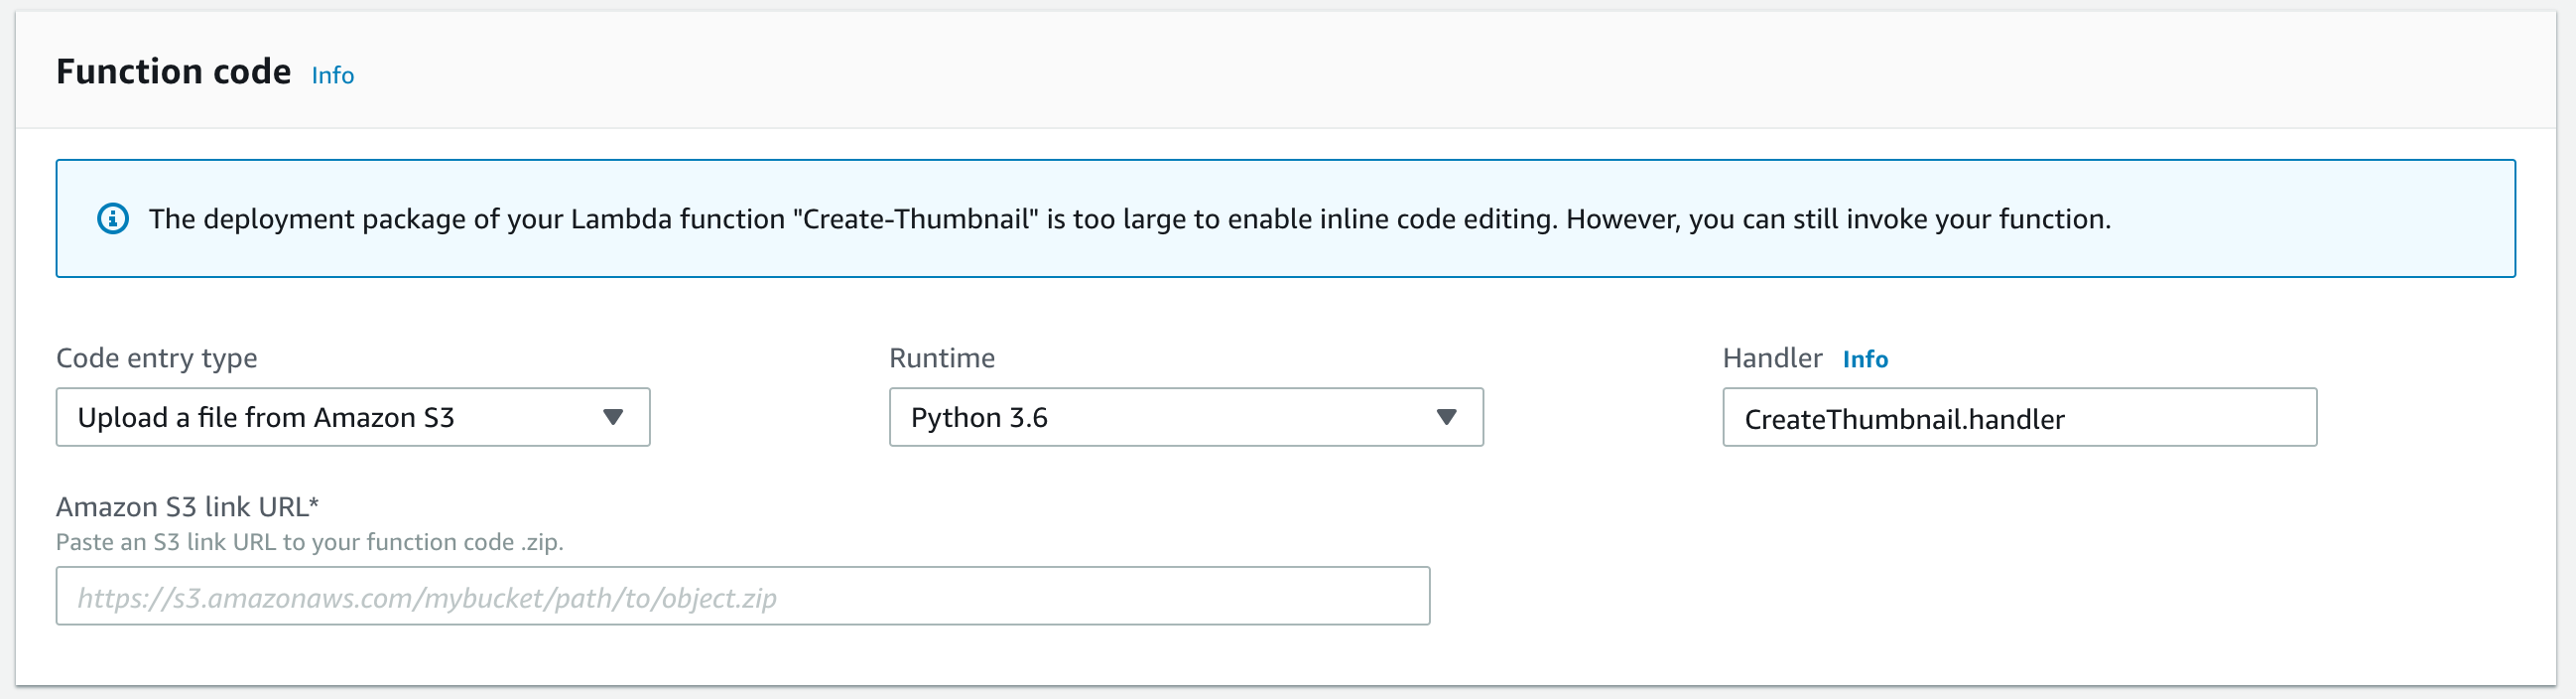 Function code Info
The deployment package of your Lambda function "Create-Thumbnail" is too large to enable inline code editing. However, you can still invoke your function.
Code entry type Runtime Handler Info
Upload a file from Amazon S3 Python 3.6 CreateThumbnail.handler
Amazon S3 link URL*
Paste an S3 link URL to your function code .zip.
https://s3.amazonaws.com/mybucket/path/to/object.zip